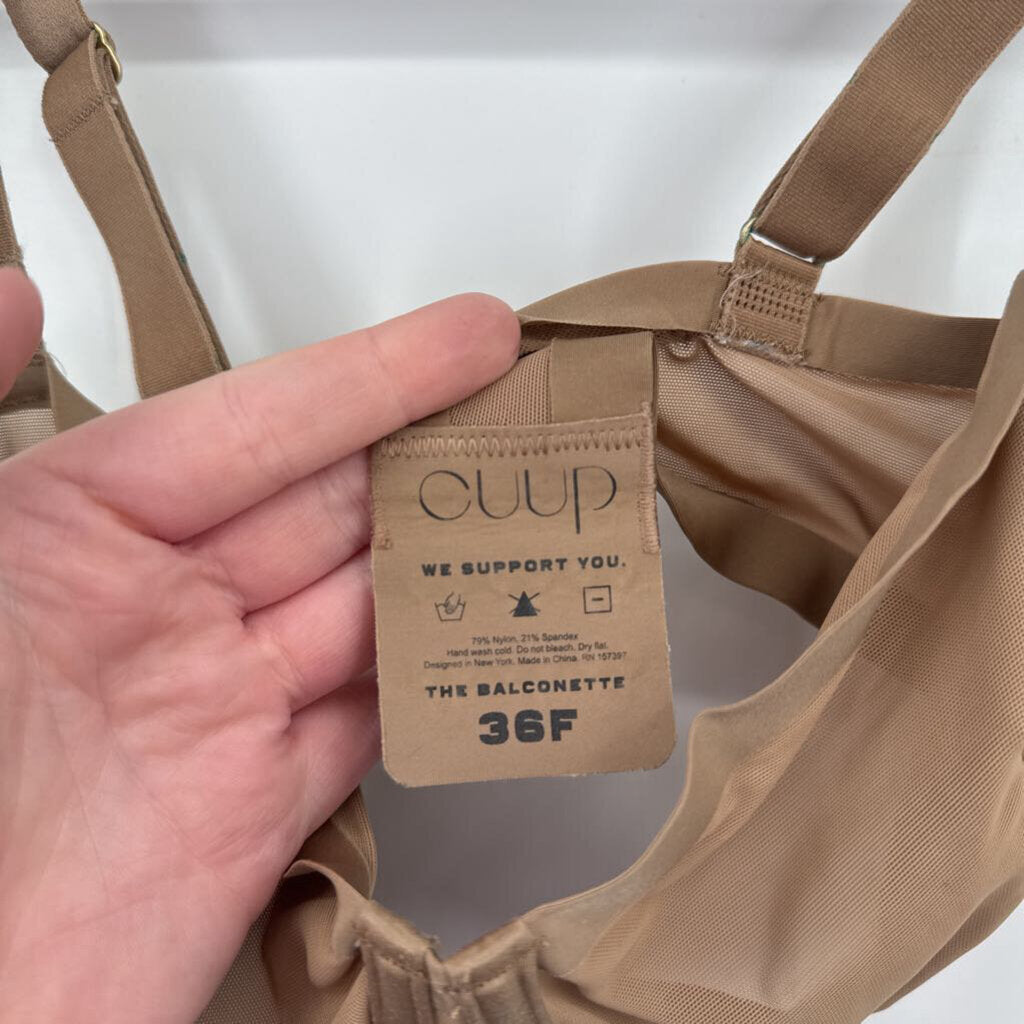 CUUP
WE SUPPORT YOU.
79% Nylon, 21% Spandex
Hand wash cold. Do not bleach. Dry flat.
Designed in New York. Made in China. RN 157397
THE BALCONETTE
36F